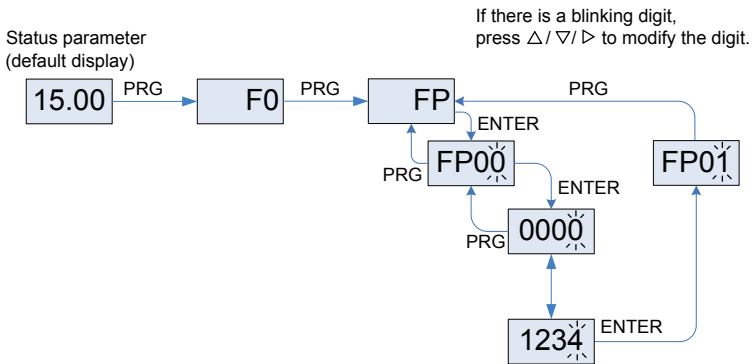 If there is a blinking digit,
press △/ ▽/ ▷ to modify the digit.
Status parameter
(default display)
15.00
PRG
F0
PRG
FP
PRG
ENTER
PRG
FP00
FP01
ENTER
PRG
0000
1234
ENTER